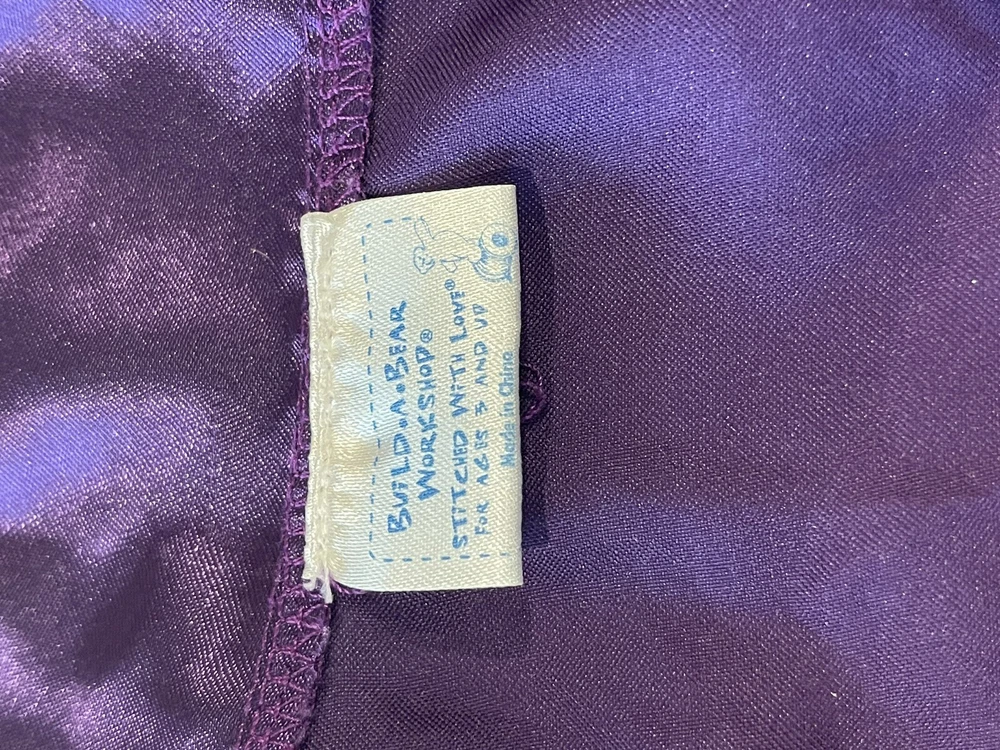 BUILD-A-BEAR
WORKSHOP®
STITCHED WITH LOVE®
FOR AGES 3 AND UP
Made in China